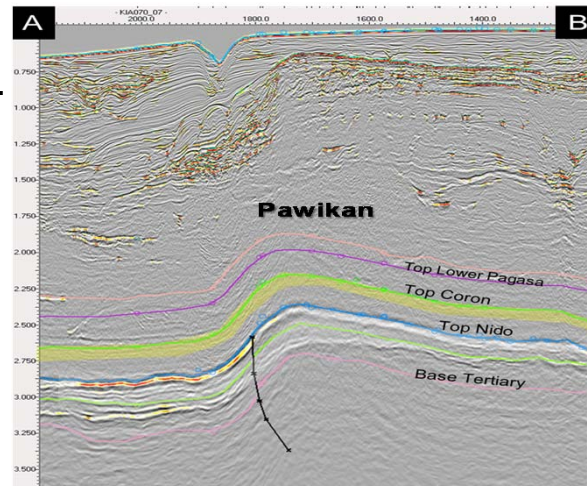 A
- KIA070_07 -
B
2000.0 1800.0 1600.0 1400.0
0.750
1.000
1.250
1.500
1.750
2.000
2.250
2.500
2.750
3.000
3.250
3.500
Pawikan
Top Lower Pagasa
Top Coron
Top Nido
Base Tertiary